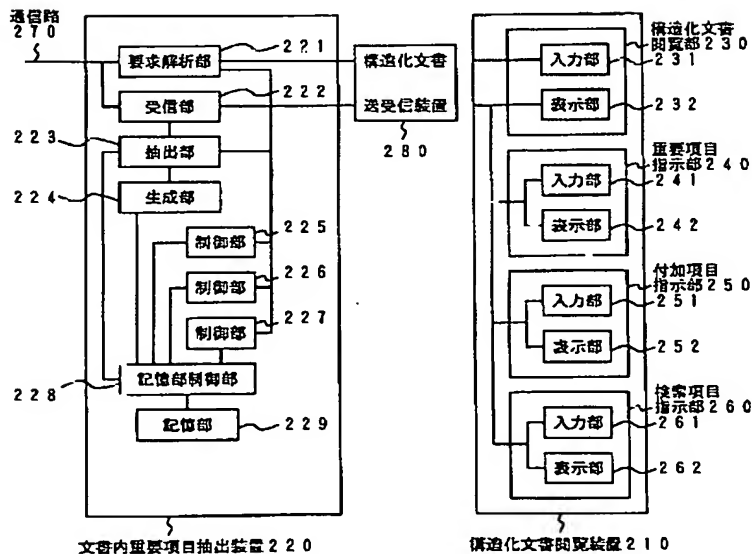 通信路
270
要求解析部
221
受信部
222
223
抽出部
224
生成部
制御部
225
制御部
226
制御部
227
228
記憶部制御部
記憶部
229
文書内重要項目抽出装置220
構造化文書
送受信装置
280
構造化文書
閲覧部230
入力部
231
表示部
232
重要項目
指示部240
入力部
241
表示部
242
付加項目
指示部250
入力部
251
表示部
252
検索項目
指示部260
入力部
261
表示部
262
構造化文書閲覧装置210